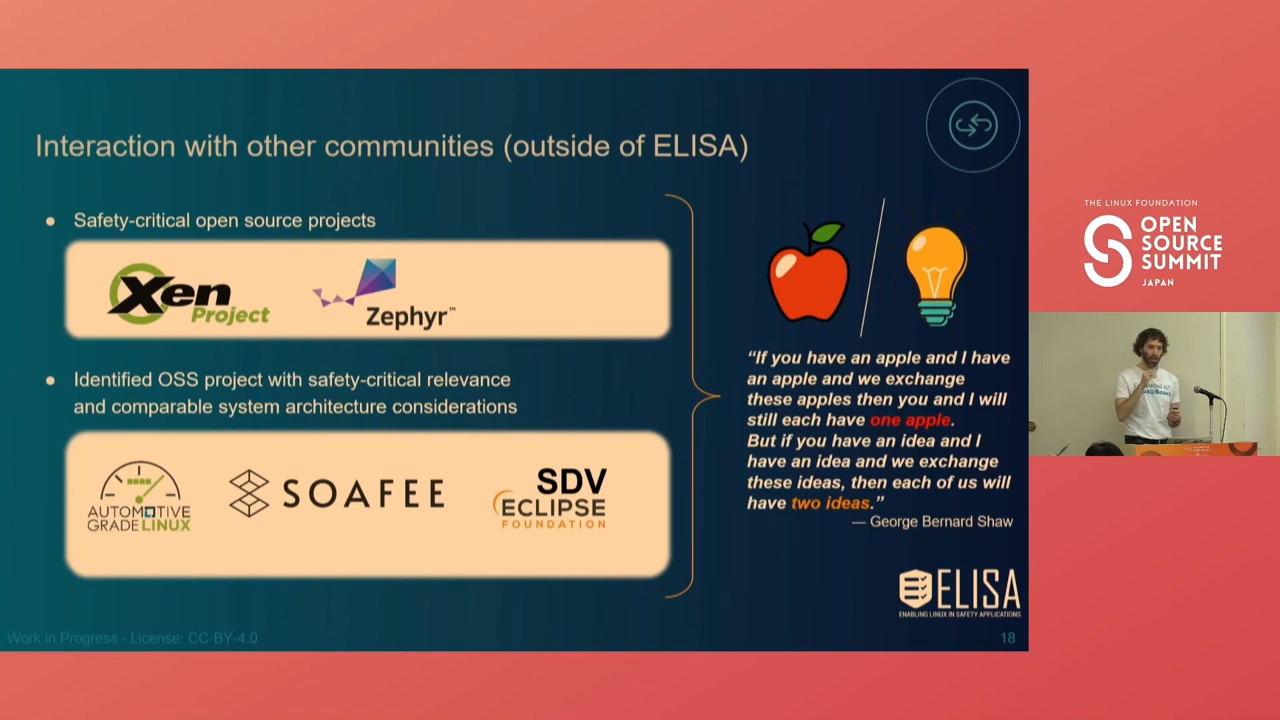 Interaction with other communities (outside of ELISA)
Safety-critical open source projects
Xen
Project
Zephyr™
Identified OSS project with safety-critical relevance
and comparable system architecture considerations
AUTOMOTIVE
GRADE LINUX
SOAFEE
SDV
ECLIPSE
FOUNDATION
“If you have an apple and I have
an apple and we exchange
these apples then you and I will
still each have one apple.
But if you have an idea and I
have an idea and we exchange
these ideas, then each of us will
have two ideas.”
— George Bernard Shaw
ELISA
ENABLING LINUX IN SAFETY APPLICATIONS
Work in Progress - License: CC-BY-4.0
18
THE LINUX FOUNDATION
OPEN
SOURCE
SUMMIT
JAPAN